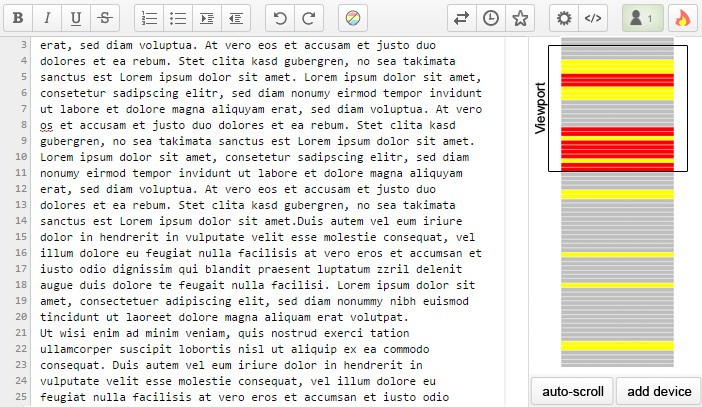 B I U S </> 1
3 erat, sed diam voluptua. At vero eos et accusam et justo duo
4 dolores et ea rebum. Stet clita kasd gubergren, no sea takimata
5 sanctus est Lorem ipsum dolor sit amet. Lorem ipsum dolor sit amet,
6 consetetur sadipscing elitr, sed diam nonumy eirmod tempor invidunt
7 ut labore et dolore magna aliquyam erat, sed diam voluptua. At vero
8 os et accusam et justo duo dolores et ea rebum. Stet clita kasd
9 gubergren, no sea takimata sanctus est Lorem ipsum dolor sit amet.
10 Lorem ipsum dolor sit amet, consetetur sadipscing elitr, sed diam
11 nonumy eirmod tempor invidunt ut labore et dolore magna aliquyam
12 erat, sed diam voluptua. At vero eos et accusam et justo duo
13 dolores et ea rebum. Stet clita kasd gubergren, no sea takimata
14 sanctus est Lorem ipsum dolor sit amet.Duis autem vel eum iriure
15 dolor in hendrerit in vulputate velit esse molestie consequat, vel
16 illum dolore eu feugiat nulla facilisis at vero eros et accumsan et
17 iusto odio dignissim qui blandit praesent luptatum zzril delenit
18 augue duis dolore te feugait nulla facilisi. Lorem ipsum dolor sit
19 amet, consectetuer adipiscing elit, sed diam nonummy nibh euismod
20 tincidunt ut laoreet dolore magna aliquam erat volutpat.
21 Ut wisi enim ad minim veniam, quis nostrud exerci tation
22 ullamcorper suscipit lobortis nisl ut aliquip ex ea commodo
23 consequat. Duis autem vel eum iriure dolor in hendrerit in
24 vulputate velit esse molestie consequat, vel illum dolore eu
25 feugiat nulla facilisis at vero eros et accumsan et iusto odio
Viewport
auto-scroll
add device